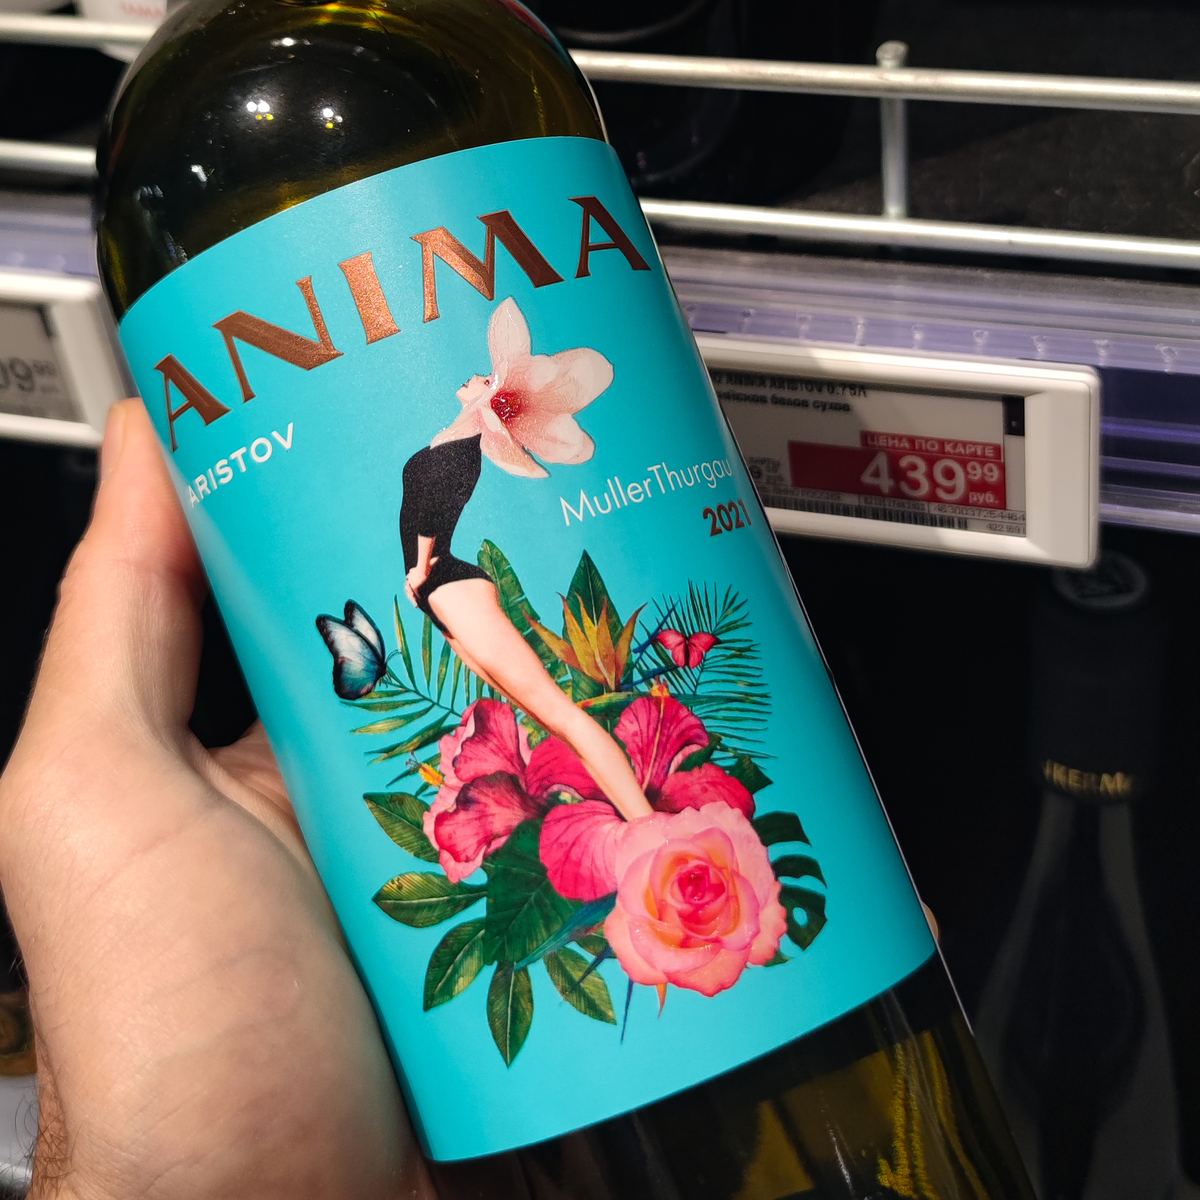 ANIMA
ARISTOV
MullerThurgau
2021
ANIMA ARISTOV 0.75Л
белое сухое
ЦЕНА ПО КАРТЕ
439 99
руб.